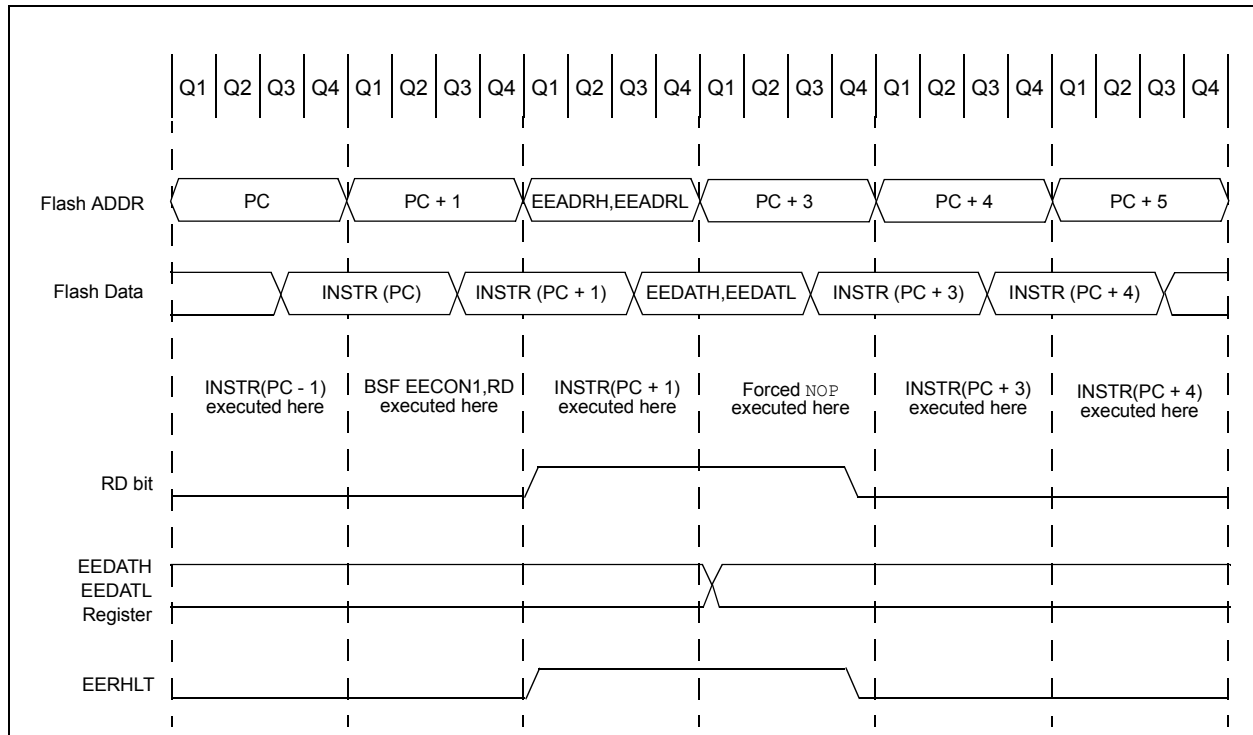 Q1 Q2 Q3 Q4 Q1 Q2 Q3 Q4 Q1 Q2 Q3 Q4 Q1 Q2 Q3 Q4 Q1 Q2 Q3 Q4 Q1 Q2 Q3 Q4
Flash ADDR PC PC + 1 EEADRH,EEADRL PC + 3 PC + 4 PC + 5
Flash Data INSTR (PC) INSTR (PC + 1) EEDATH,EEDATL INSTR (PC + 3) INSTR (PC + 4)
INSTR(PC - 1) BSF EECON1,RD INSTR(PC + 1) Forced NOP INSTR(PC + 3) INSTR(PC + 4)
executed here executed here executed here executed here executed here executed here
RD bit
EEDATH
EEDATL
Register
EERHLT